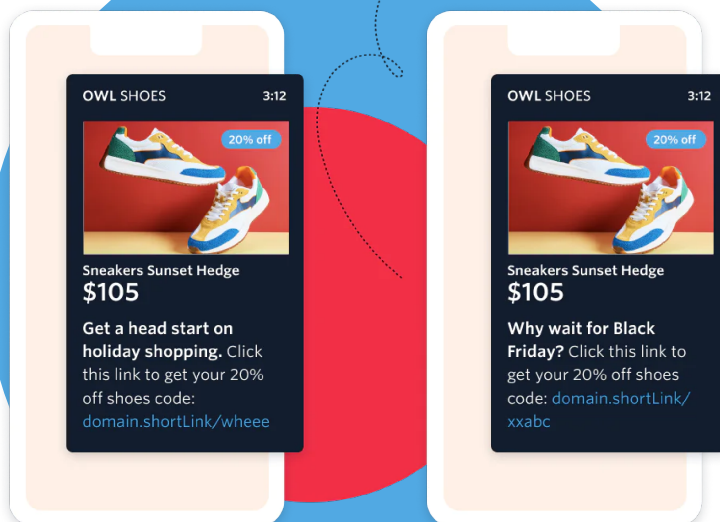 OWL SHOES 3:12
20% off
Sneakers Sunset Hedge
$105
Get a head start on
holiday shopping. Click
this link to get your 20%
off shoes code:
domain.shortLink/wheee
OWL SHOES 3:12
20% off
Sneakers Sunset Hedge
$105
Why wait for Black
Friday? Click this link to
get your 20% off shoes
code: domain.shortLink/
xxabc